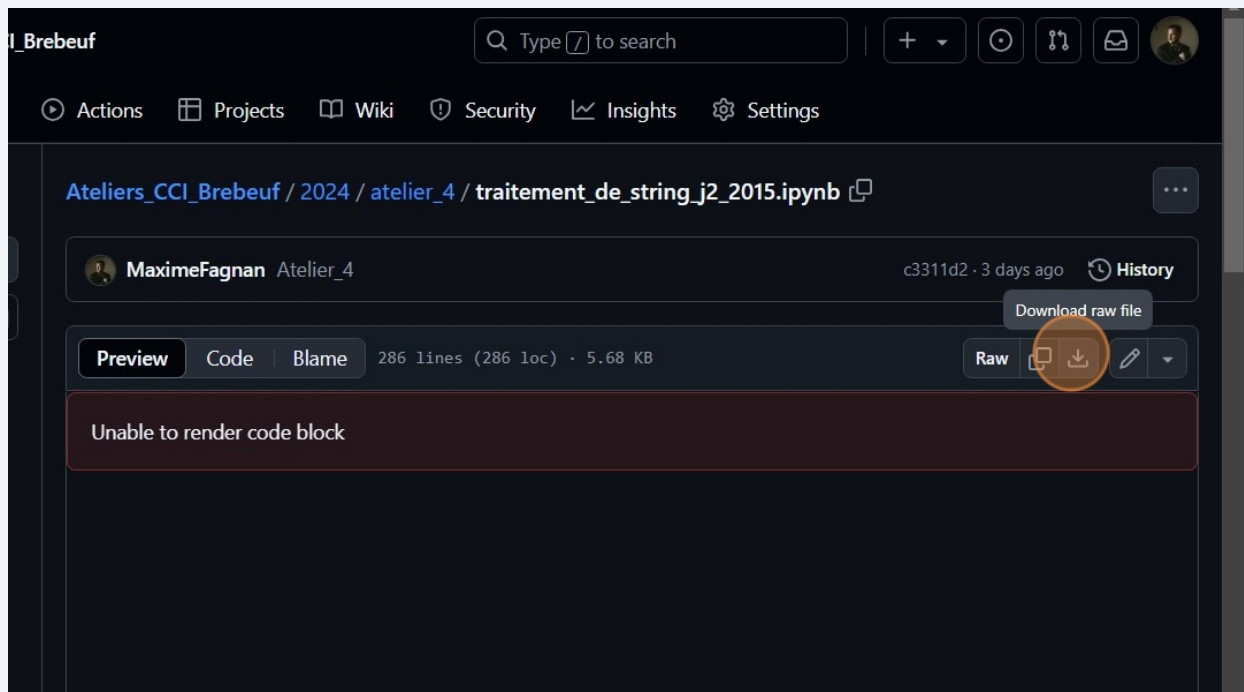 I_Brebeuf
Type / to search
Actions Projects Wiki Security Insights Settings
Ateliers_CCI_Brebeuf / 2024 / atelier_4 / traitement_de_string_j2_2015.ipynb
MaximeFagnan Atelier_4 c3311d2 · 3 days ago History
Download raw file
Preview Code Blame 286 lines (286 loc) · 5.68 KB Raw
Unable to render code block